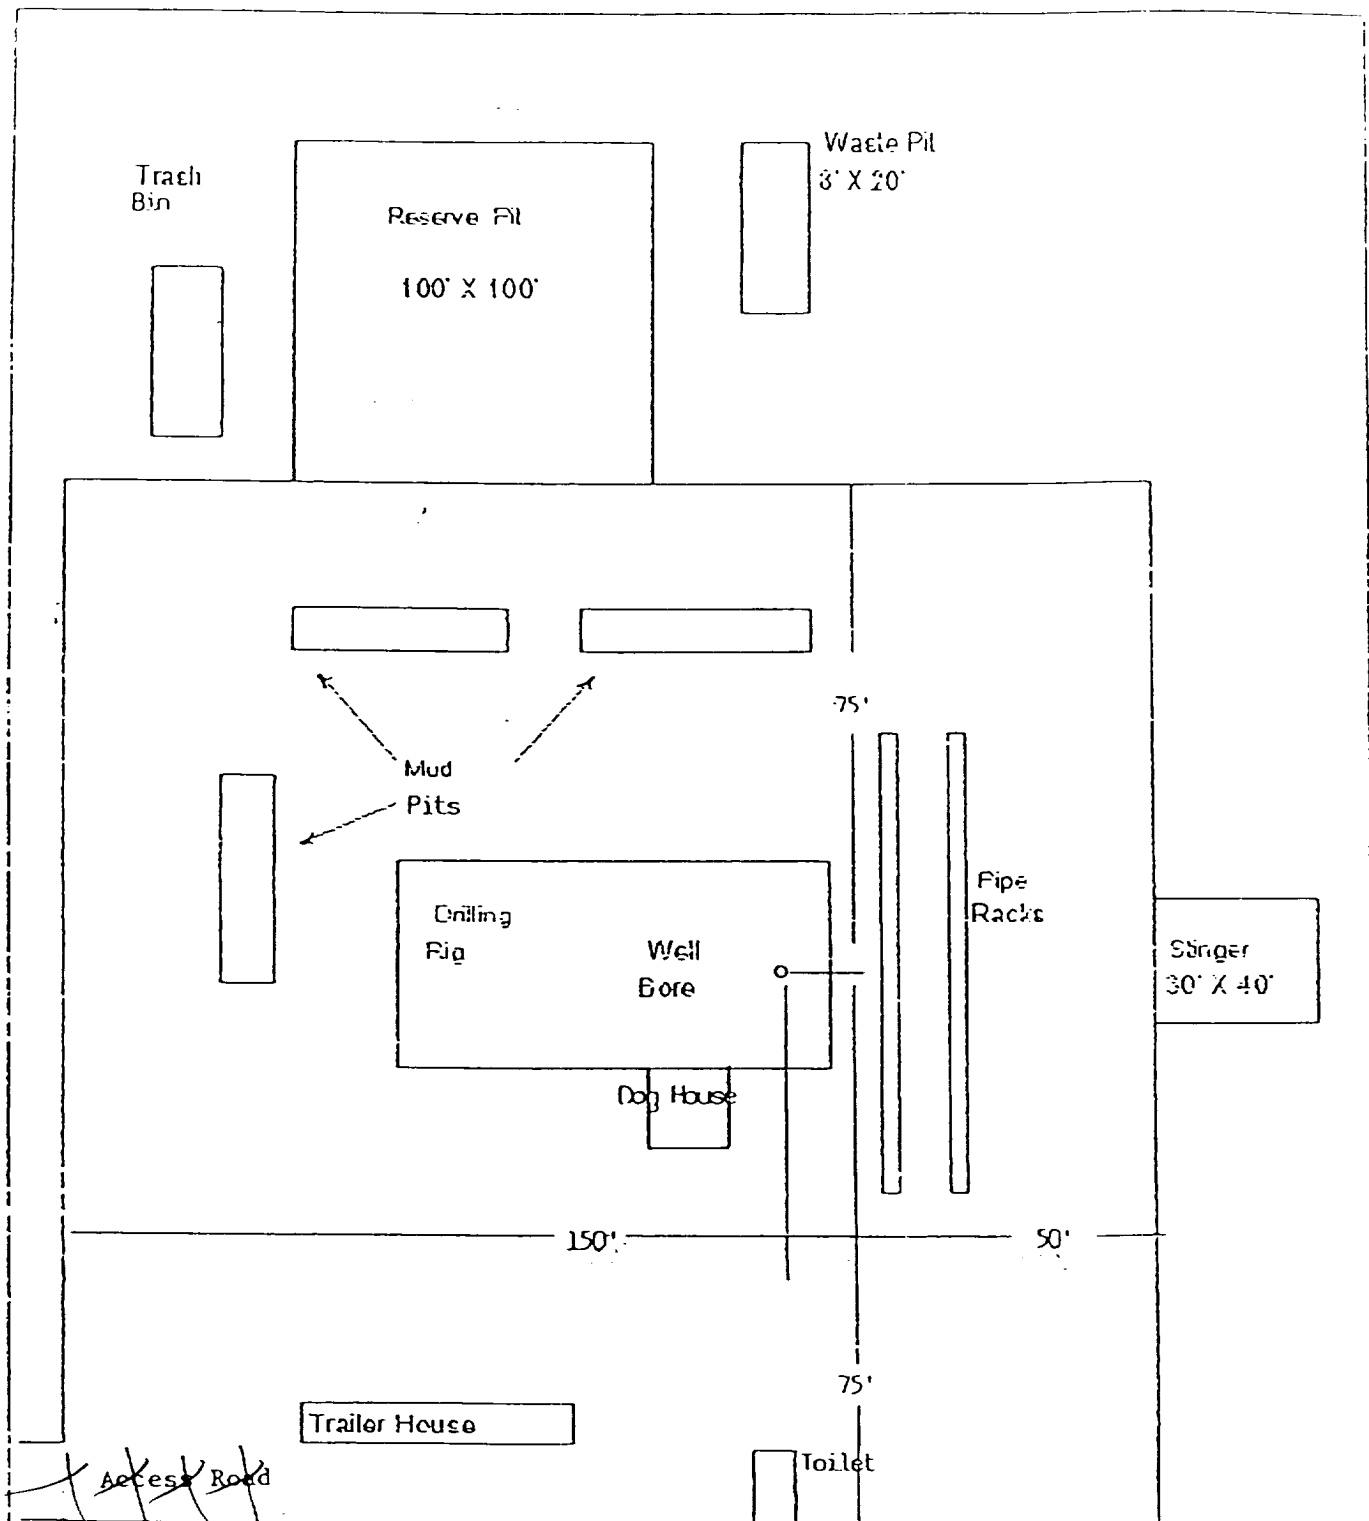 Trash
Bin
Reserve Pit
100' X 100'
Waste Pit
8' X 20'
75'
Mud
Pits
Drilling
Rig
Well
Bore
Pipe
Racks
Stinger
30' X 40'
Dog House
150'
50'
75'
Trailer House
Toilet
Access Road